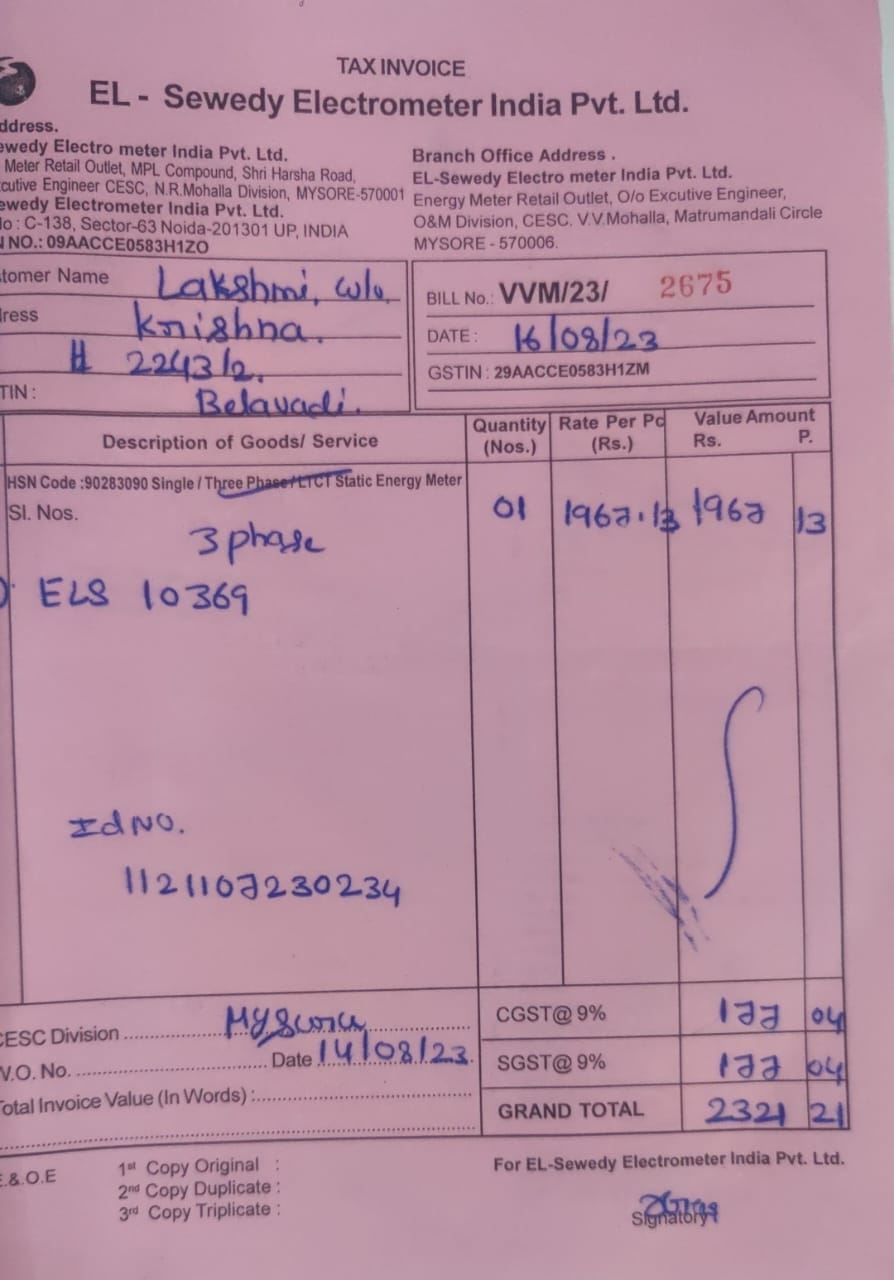 TAX INVOICE
EL - Sewedy Electrometer India Pvt. Ltd.
ddress.
ewedy Electro meter India Pvt. Ltd.
Meter Retail Outlet, MPL Compound, Shri Harsha Road,
cutive Engineer CESC, N.R.Mohalla Division, MYSORE-570001
ewedy Electrometer India Pvt. Ltd.
lo : C-138, Sector-63 Noida-201301 UP, INDIA
NO.: 09AACCE0583H1ZO
Branch Office Address .
EL-Sewedy Electro meter India Pvt. Ltd.
Energy Meter Retail Outlet, O/o Excutive Engineer,
O&M Division, CESC. V.V.Mohalla, Matrumandali Circle
MYSORE - 570006.
tomer Name Lakshmi, w/o,
ress Krishna.
# 2243/2.
TIN : Belavadi.
BILL No.: VVM/23/ 2675
DATE : 16/08/23
GSTIN : 29AACCE0583H1ZM
Description of Goods/ Service Quantity (Nos.) Rate Per Pc (Rs.) Value Amount Rs. P.
HSN Code :90283090 Single / Three Phase / LTCT Static Energy Meter
Sl. Nos. 01 1967.13 1967 13
3 phase
ELS 10369
Id NO.
1121107230234
CESC Division Mysore
CGST@ 9% 177 04
W.O. No. Date 14/08/23
SGST@ 9% 177 04
Total Invoice Value (In Words) :
GRAND TOTAL 2321 21
E.&.O.E
1st Copy Original :
2nd Copy Duplicate :
3rd Copy Triplicate :
For EL-Sewedy Electrometer India Pvt. Ltd.
Signatory